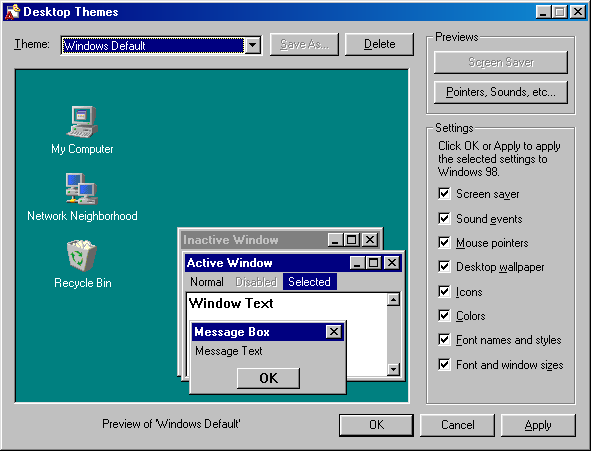 Desktop Themes
Theme: Windows Default Save As... Delete
Previews
Screen Saver
Pointers, Sounds, etc...
My Computer
Network Neighborhood
Recycle Bin
Inactive Window
Active Window
Normal Disabled Selected
Window Text
Message Box
Message Text
OK
Settings
Click OK or Apply to apply
the selected settings to
Windows 98.
Screen saver
Sound events
Mouse pointers
Desktop wallpaper
Icons
Colors
Font names and styles
Font and window sizes
Preview of 'Windows Default'
OK Cancel Apply